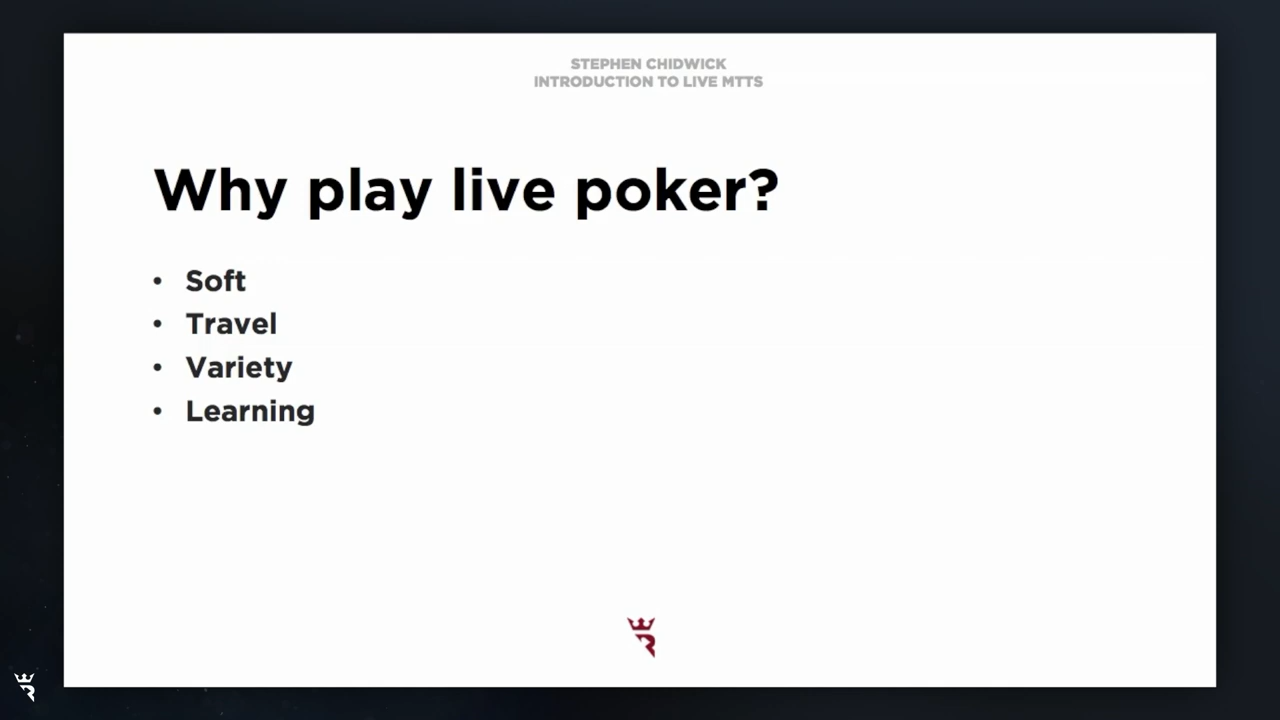 STEPHEN CHIDWICK
INTRODUCTION TO LIVE MTTS
Why play live poker?
• Soft
• Travel
• Variety
• Learning